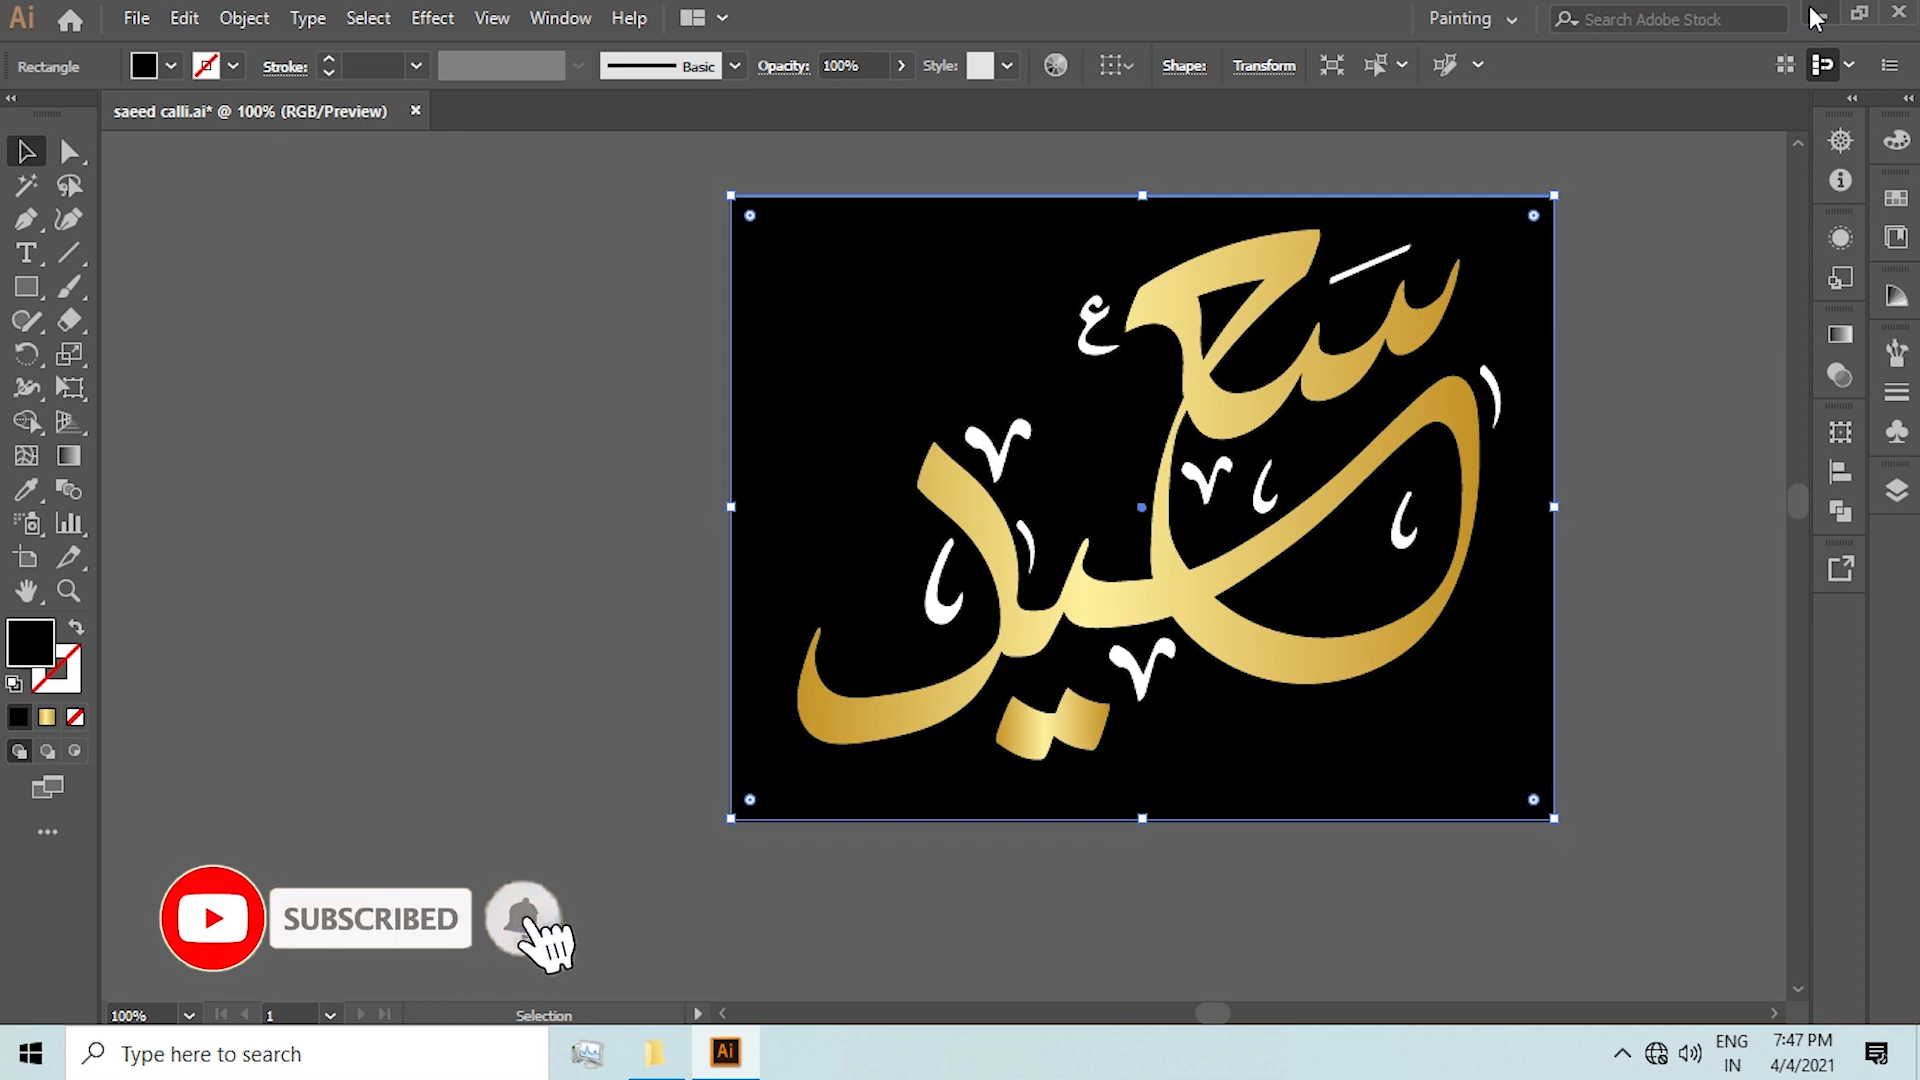 Ai File Edit Object Type Select Effect View Window Help Painting Search Adobe Stock
Rectangle Stroke: Basic Opacity: 100% Style: Shape: Transform
saeed calli.ai* @ 100% (RGB/Preview)
سعيد
SUBSCRIBED
100% 1 Selection
Type here to search Ai ENG 7:47 PM
IN 4/4/2021